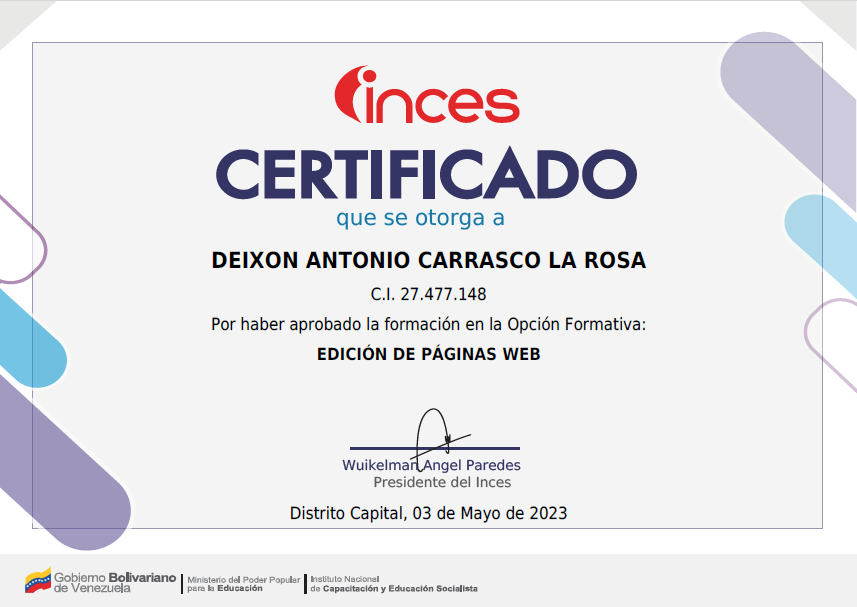 inces
CERTIFICADO
que se otorga a
DEIXON ANTONIO CARRASCO LA ROSA
C.I. 27.477.148
Por haber aprobado la formación en la Opción Formativa:
EDICIÓN DE PÁGINAS WEB
Wuikelman Angel Paredes
Presidente del Inces
Distrito Capital, 03 de Mayo de 2023
Gobierno Bolivariano
de Venezuela
Ministerio del Poder Popular
para la Educación
Instituto Nacional
de Capacitación y Educación Socialista